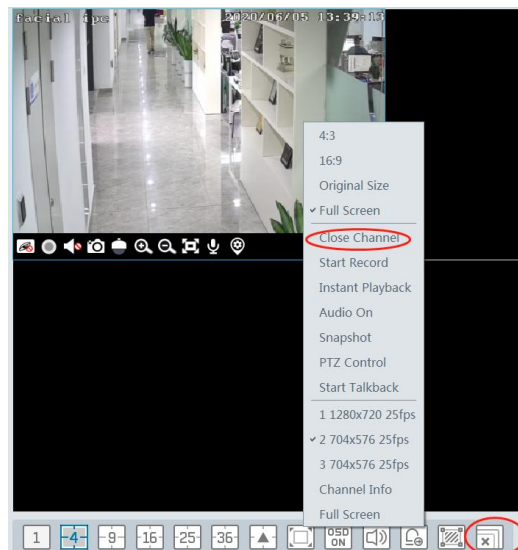 facial ipc 2020/06/05 13:39:13
4:3
16:9
Original Size
Full Screen
Close Channel
Start Record
Instant Playback
Audio On
Snapshot
PTZ Control
Start Talkback
1 1280x720 25fps
2 704x576 25fps
3 704x576 25fps
Channel Info
Full Screen
1 4 9 16 25 36 OSD
ON